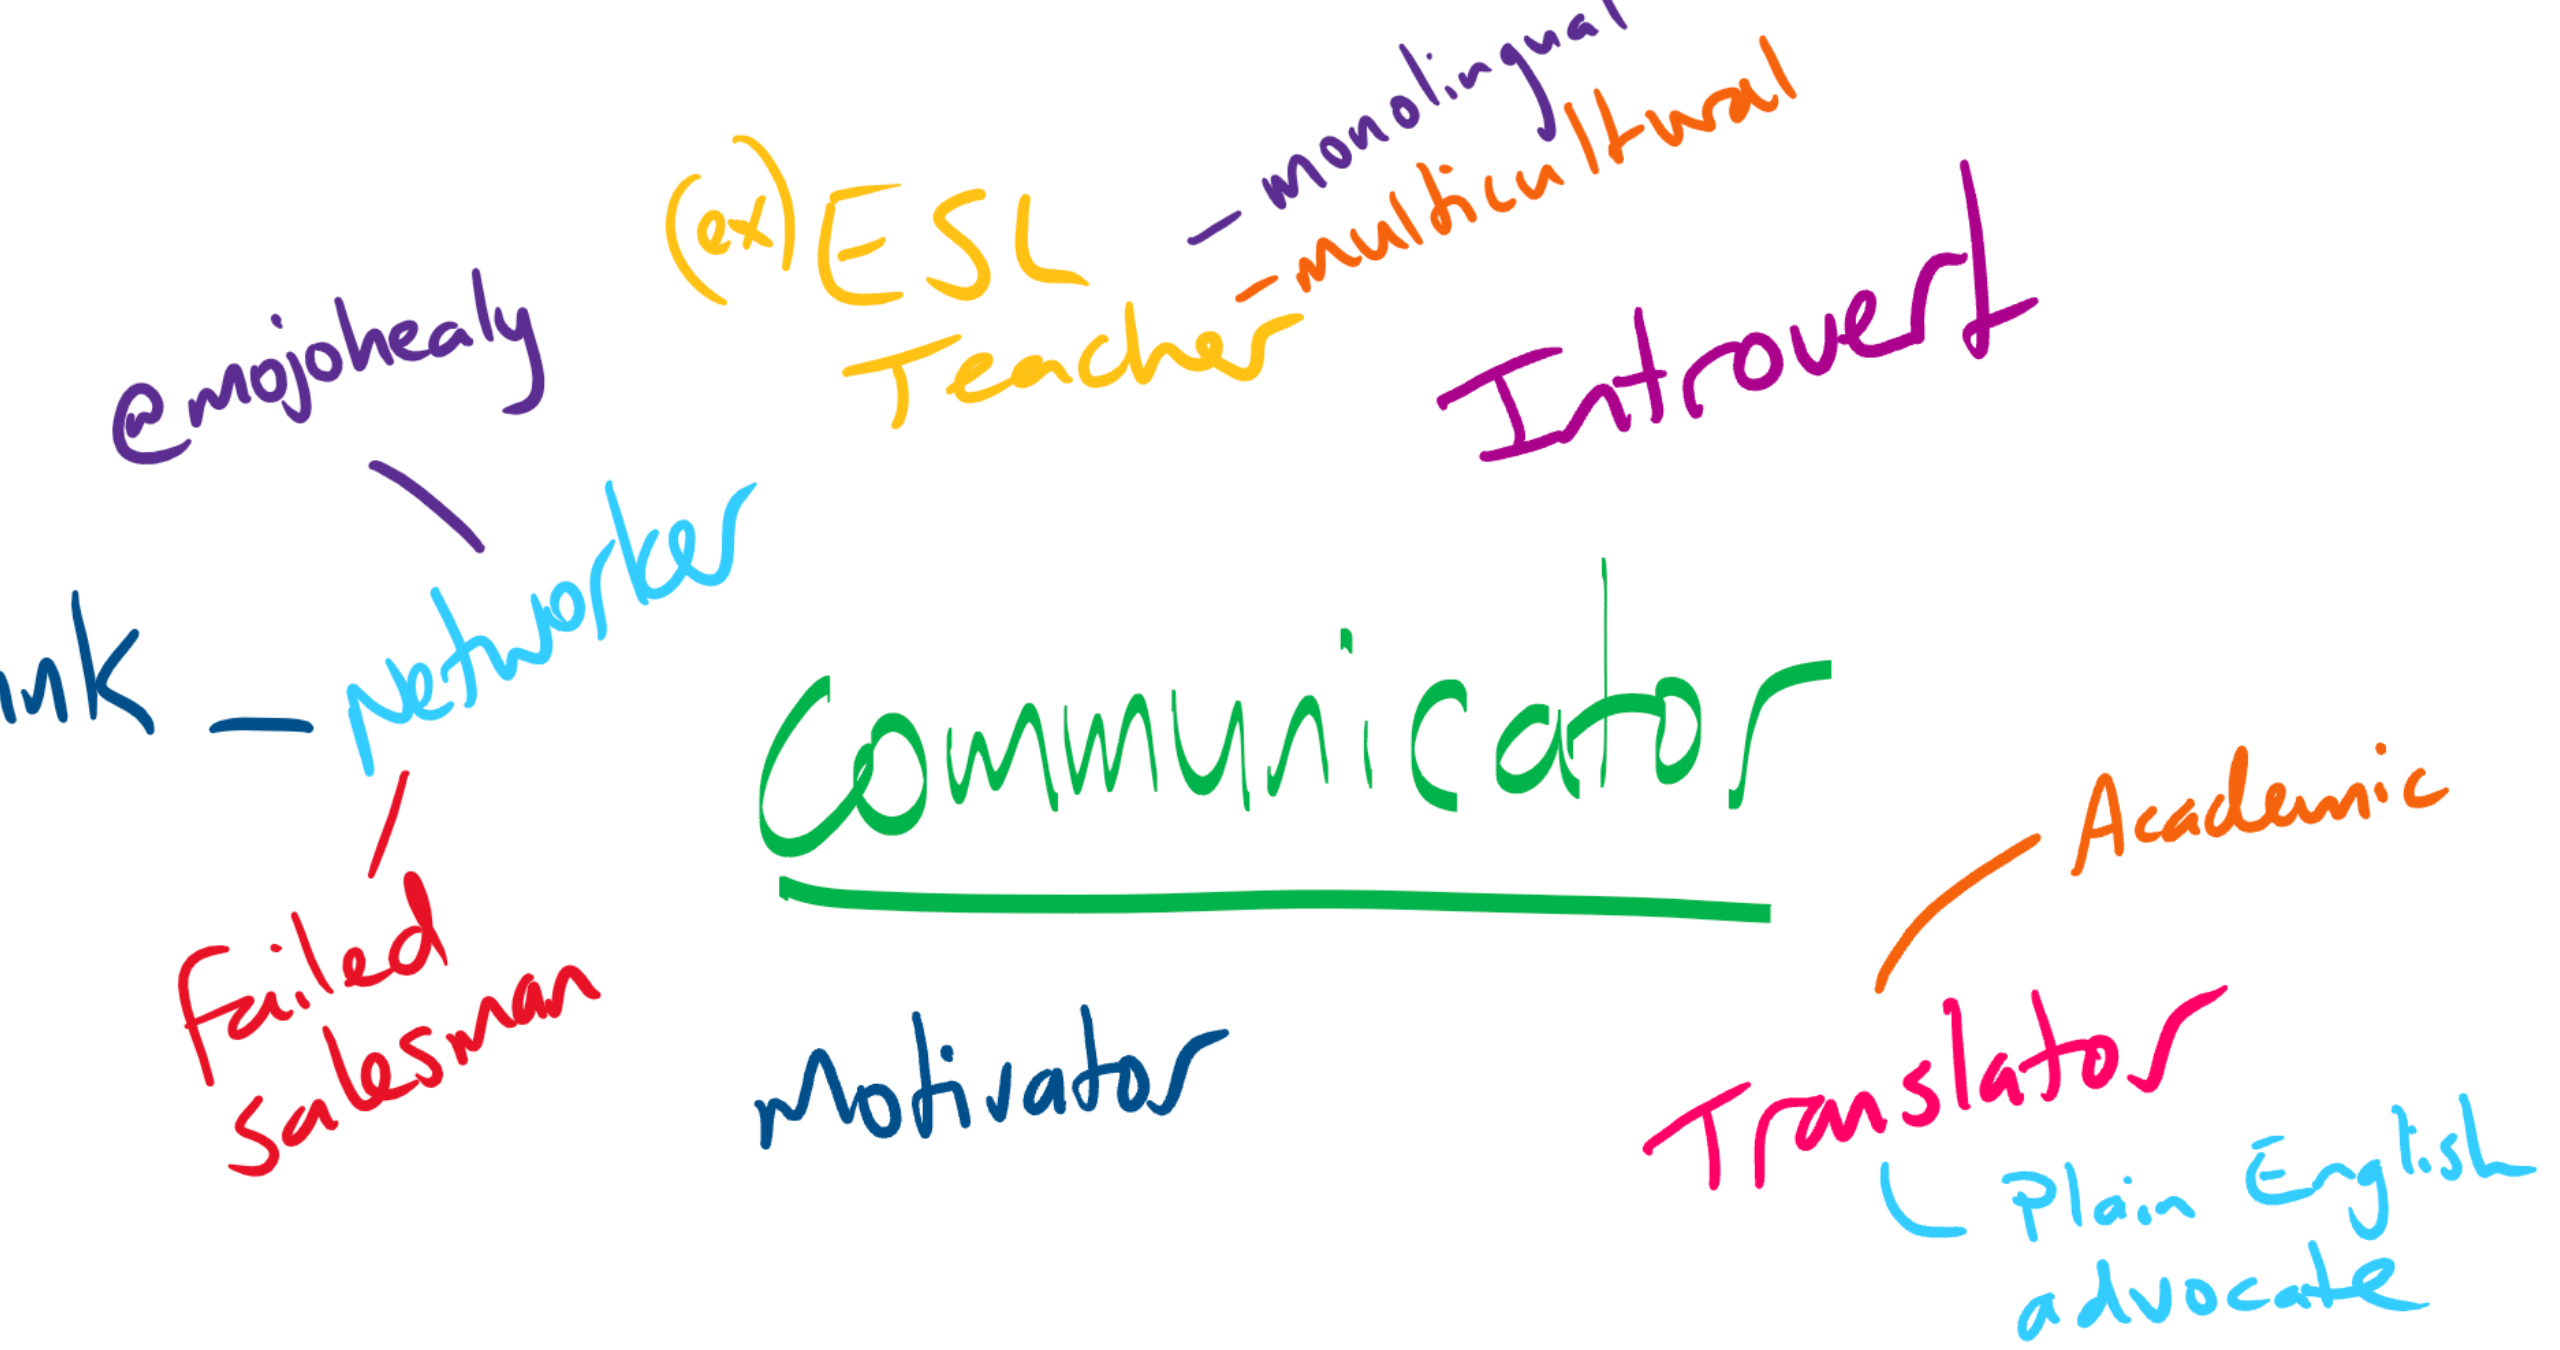 - monolingual
- multicultural
(ex) ESL
Teacher
Introvert
@mojohealy
Networker
Communicator
Failed
Salesman
Motivator
Academic
Translator
Plain English
advocate